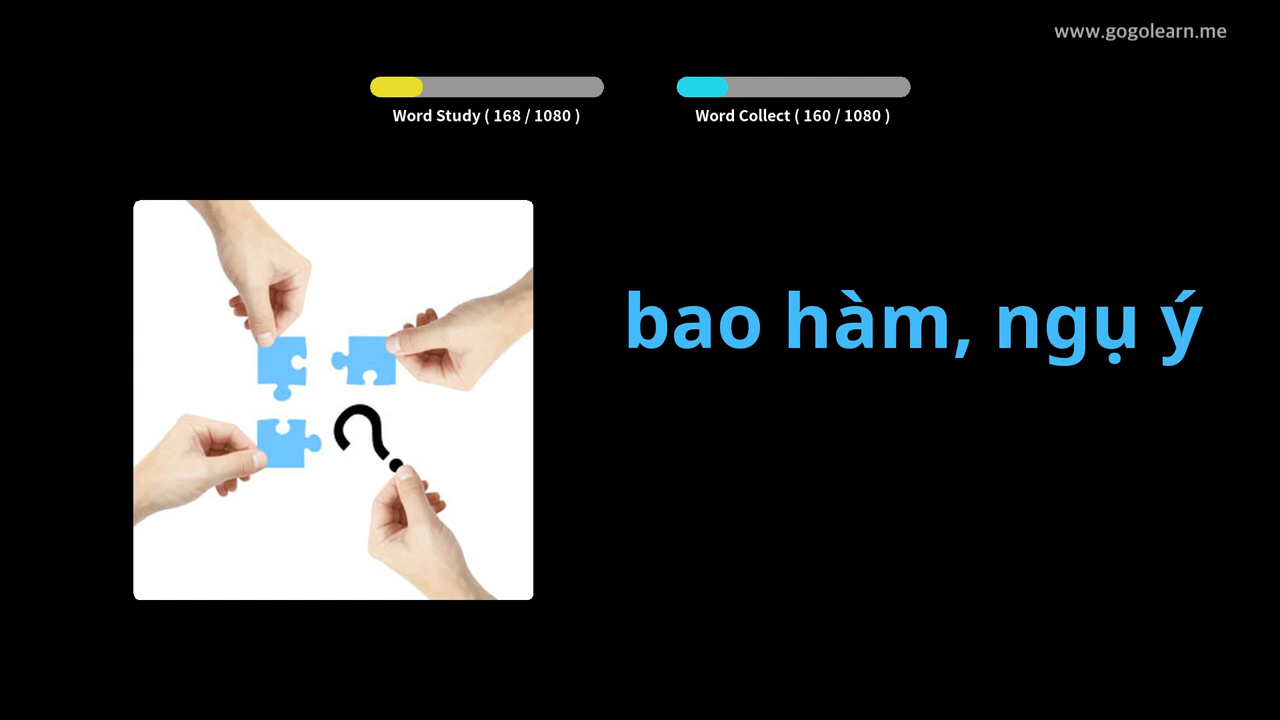 www.gogolearn.me
Word Study ( 168 / 1080 )
Word Collect ( 160 / 1080 )
bao hàm, ngụ ý
?